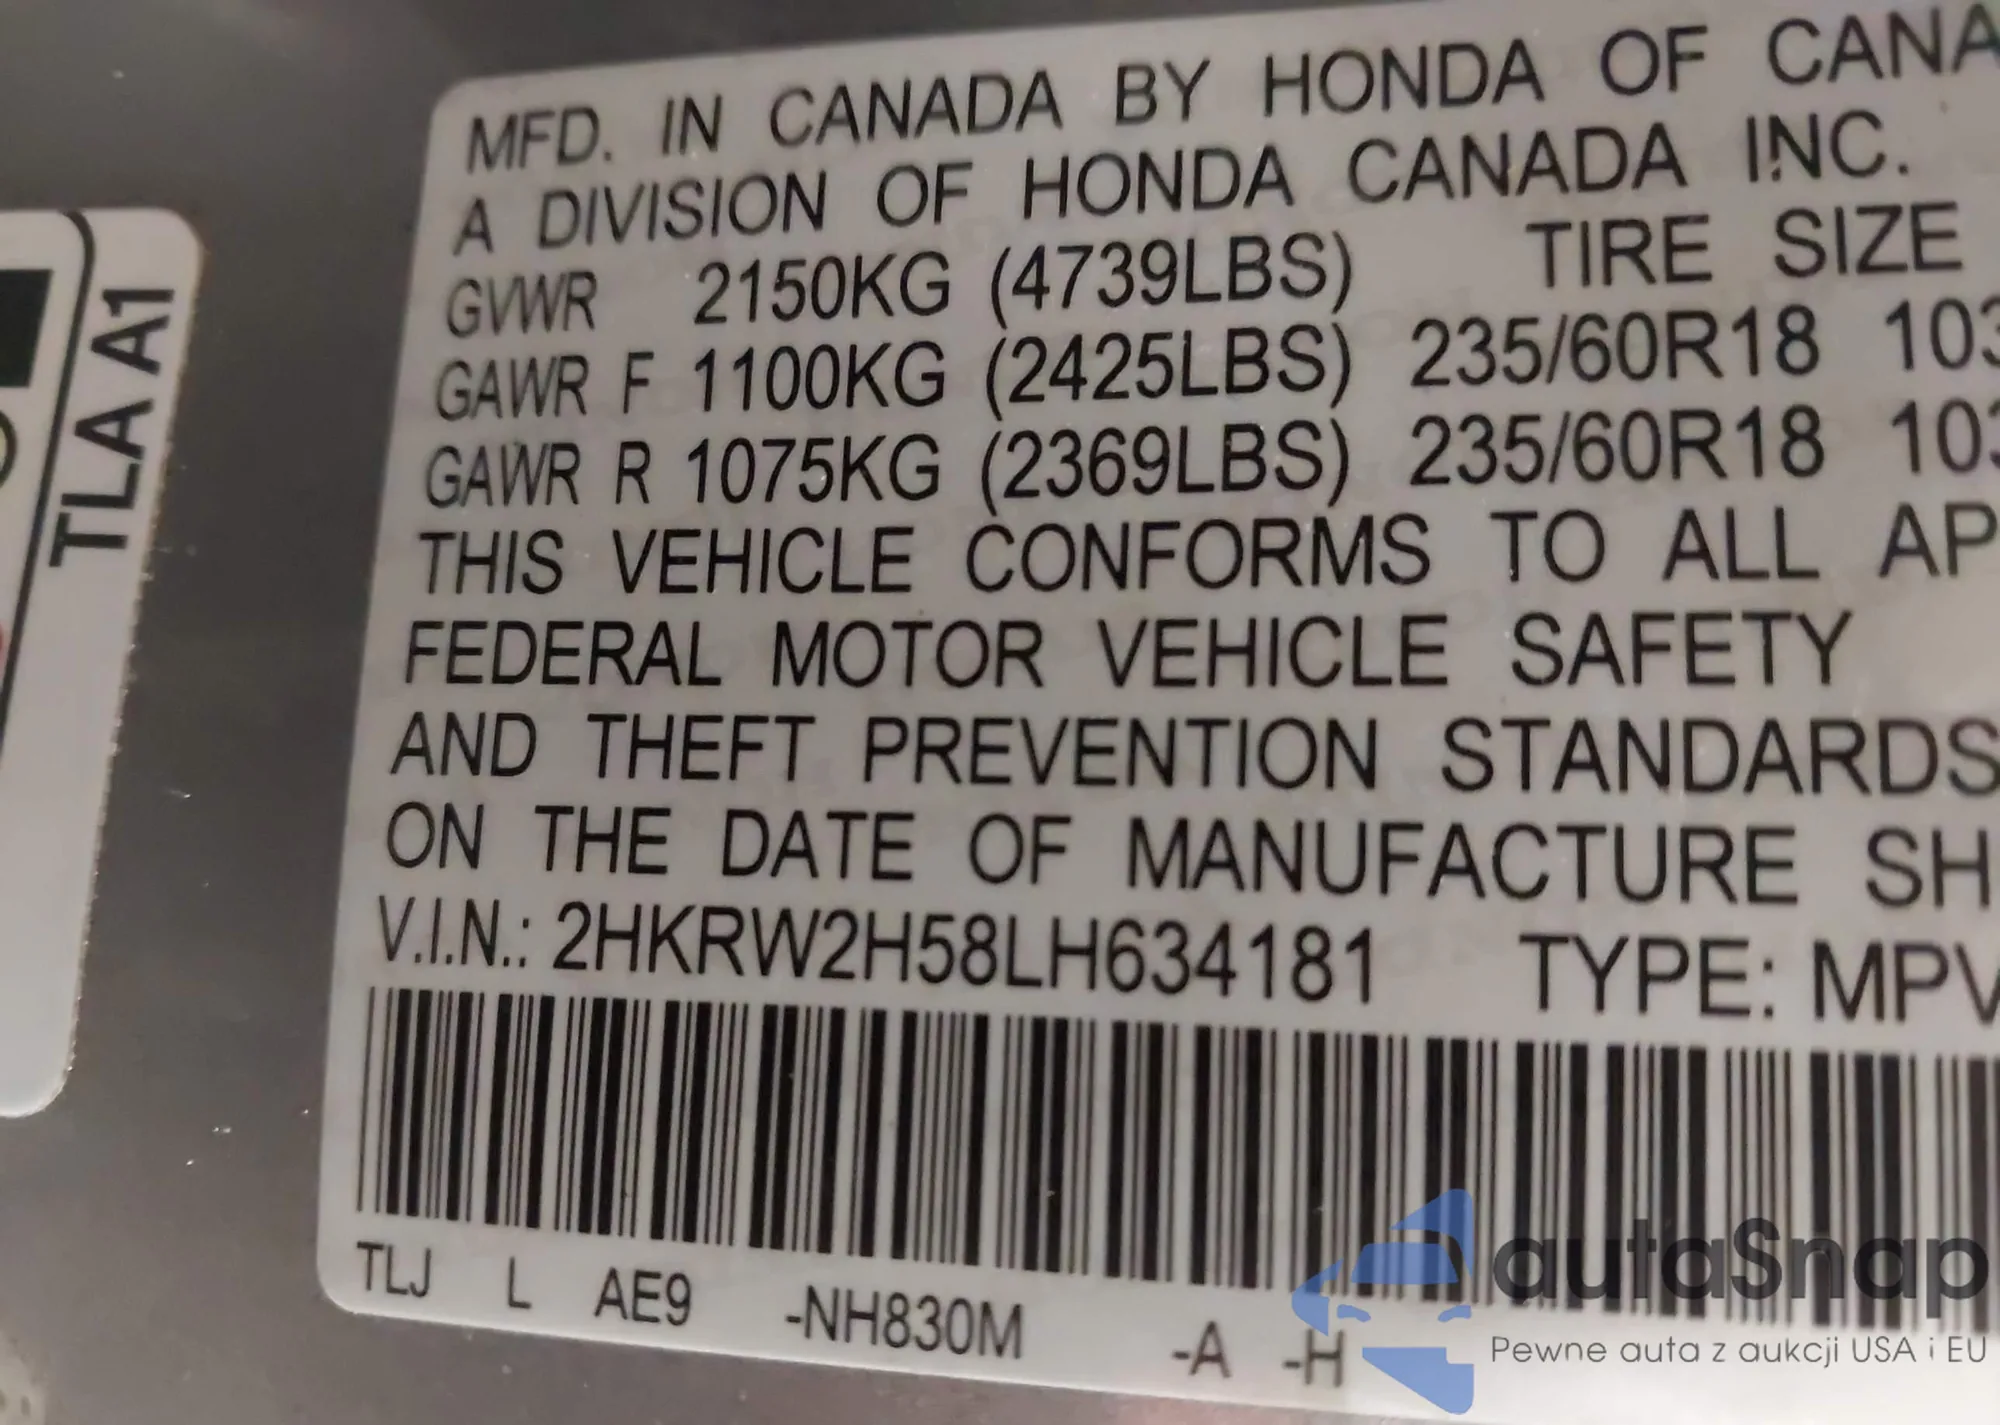 TLA A1
MFD. IN CANADA BY HONDA OF CANA
A DIVISION OF HONDA CANADA INC.
GVWR 2150KG (4739LBS) TIRE SIZE
GAWR F 1100KG (2425LBS) 235/60R18 103
GAWR R 1075KG (2369LBS) 235/60R18 103
THIS VEHICLE CONFORMS TO ALL AP
FEDERAL MOTOR VEHICLE SAFETY
AND THEFT PREVENTION STANDARDS
ON THE DATE OF MANUFACTURE SH
V.I.N.: 2HKRW2H58LH634181 TYPE: MPV
TLJ L AE9 -NH830M -A -H
autaSnap
Pewne auta z aukcji USA i EU